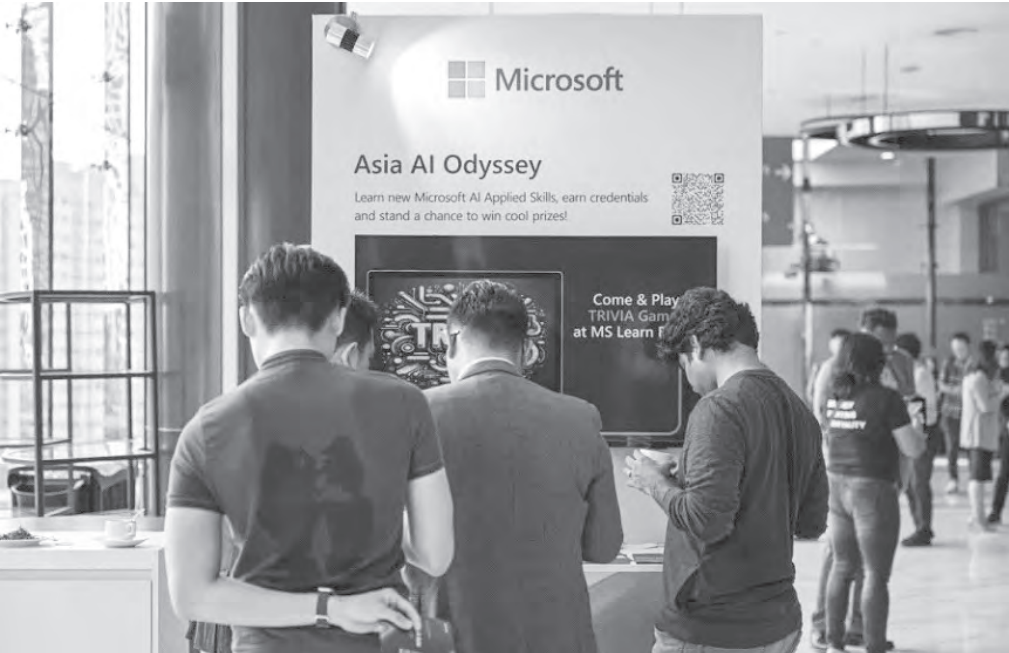 Microsoft
Asia AI Odyssey
Learn new Microsoft AI Applied Skills, earn credentials
and stand a chance to win cool prizes!
Come & Play
TRIVIA
at MS Learn